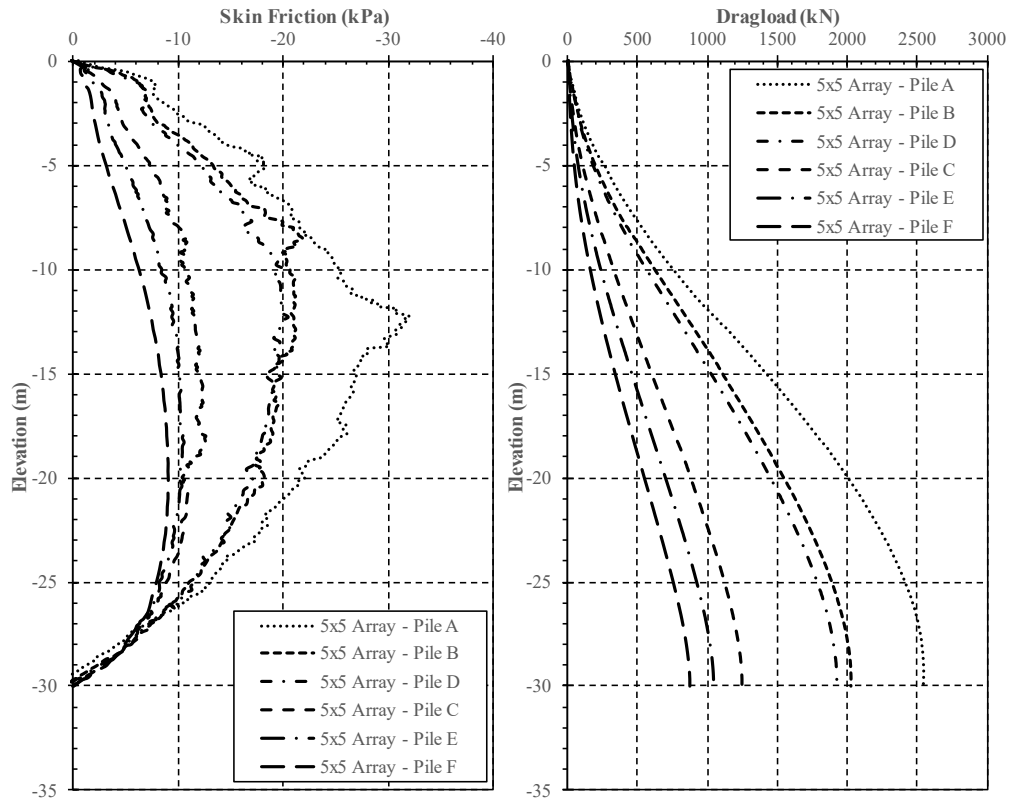 Skin Friction (kPa)
0 -10 -20 -30 -40
0
-5
-10
-15
-20
-25
-30
-35
Elevation (m)
5x5 Array - Pile A
5x5 Array - Pile B
5x5 Array - Pile D
5x5 Array - Pile C
5x5 Array - Pile E
5x5 Array - Pile F
Dragload (kN)
0 500 1000 1500 2000 2500 3000
0
-5
-10
-15
-20
-25
-30
-35
Elevation (m)
5x5 Array - Pile A
5x5 Array - Pile B
5x5 Array - Pile D
5x5 Array - Pile C
5x5 Array - Pile E
5x5 Array - Pile F